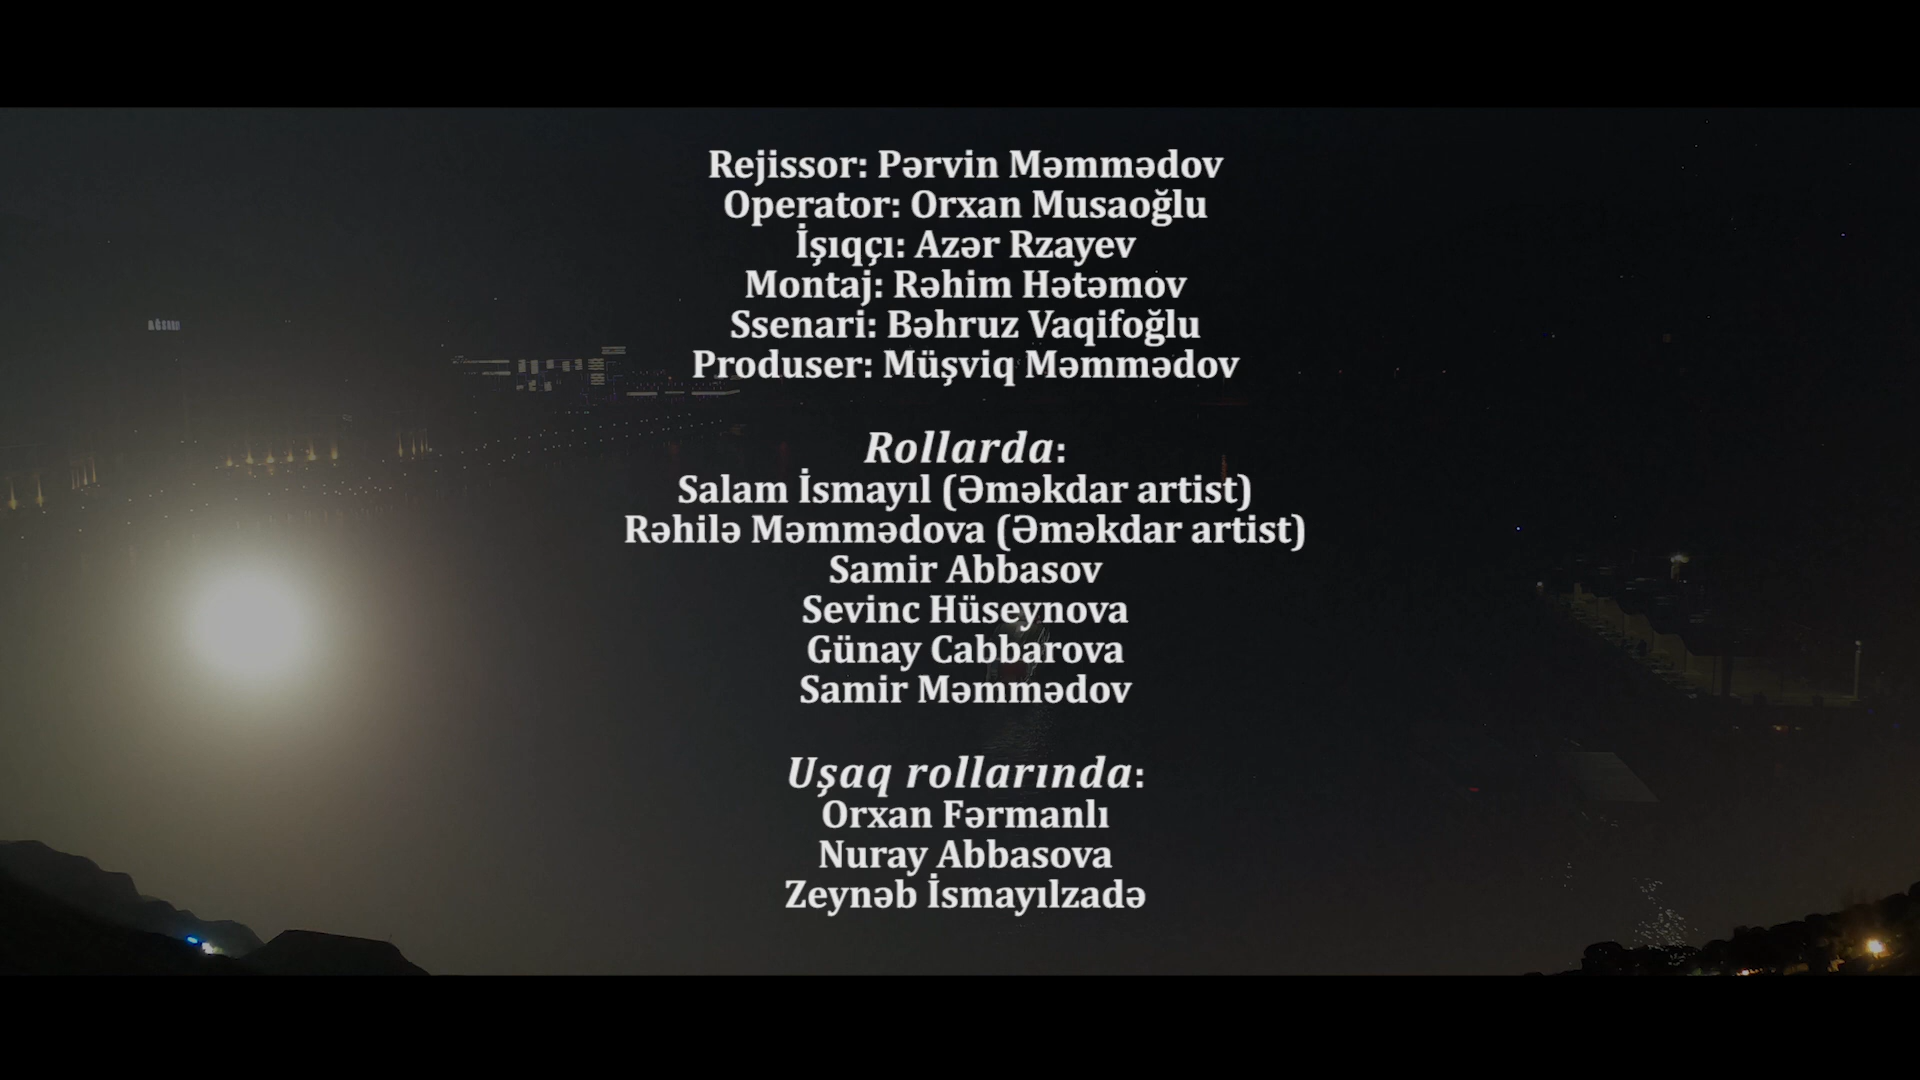 Rejissor: Pərvin Məmmədov
Operator: Orxan Musaoğlu
İşıqçı: Azər Rzayev
Montaj: Rəhim Hətəmov
Ssenari: Bəhruz Vaqifoğlu
Produser: Müşviq Məmmədov
Rollarda:
Salam İsmayıl (Əməkdar artist)
Rəhilə Məmmədova (Əməkdar artist)
Samir Abbasov
Sevinc Hüseynova
Günay Cabbarova
Samir Məmmədov
Uşaq rollarında:
Orxan Fərmanlı
Nuray Abbasova
Zeynəb İsmayılzadə